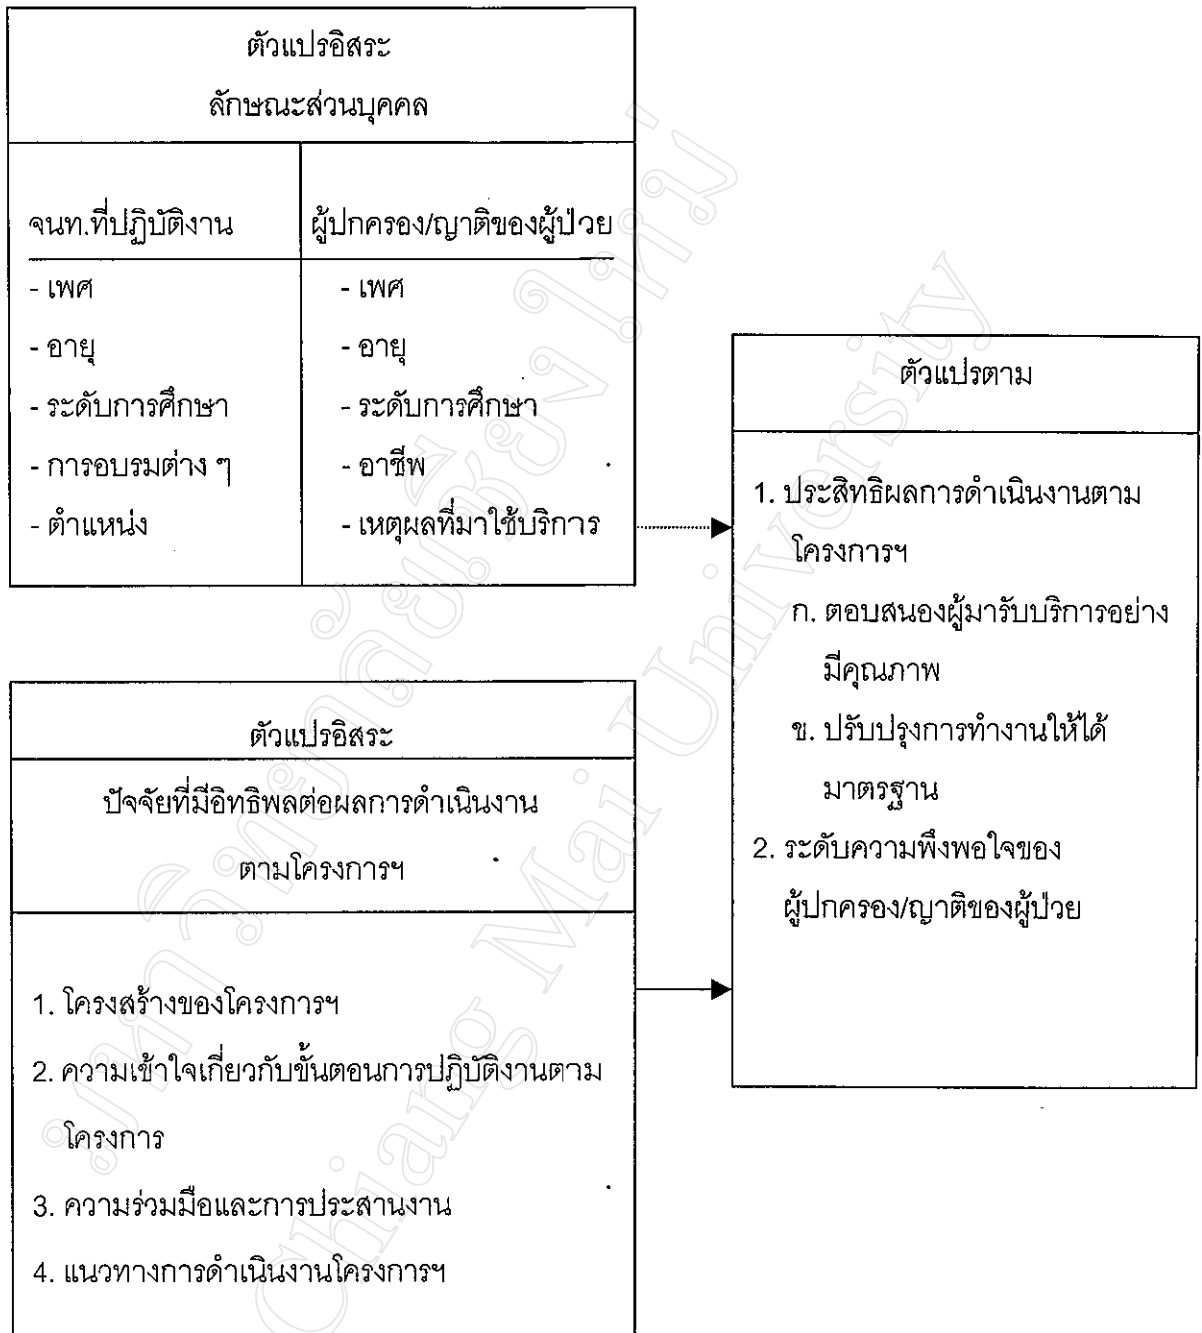 ตัวแปรอิสระ
ลักษณะส่วนบุคคล
จนท.ที่ปฏิบัติงาน
- เพศ
- อายุ
- ระดับการศึกษา
- การอบรมต่าง ๆ
- ตำแหน่ง
ผู้ปกครอง/ญาติของผู้ป่วย
- เพศ
- อายุ
- ระดับการศึกษา
- อาชีพ
- เหตุผลที่มาใช้บริการ
ตัวแปรอิสระ
ปัจจัยที่มีอิทธิพลต่อผลการดำเนินงาน
ตามโครงการฯ
1. โครงสร้างของโครงการฯ
2. ความเข้าใจเกี่ยวกับขั้นตอนการปฏิบัติงานตาม
โครงการ
3. ความร่วมมือและการประสานงาน
4. แนวทางการดำเนินงานโครงการฯ
ตัวแปรตาม
1. ประสิทธิผลการดำเนินงานตาม
โครงการฯ
ก. ตอบสนองผู้มารับบริการอย่าง
มีคุณภาพ
ข. ปรับปรุงการทำงานให้ได้
มาตรฐาน
2. ระดับความพึงพอใจของ
ผู้ปกครอง/ญาติของผู้ป่วย
มหาวิทยาลัยเชียงใหม่
Chiang Mai University